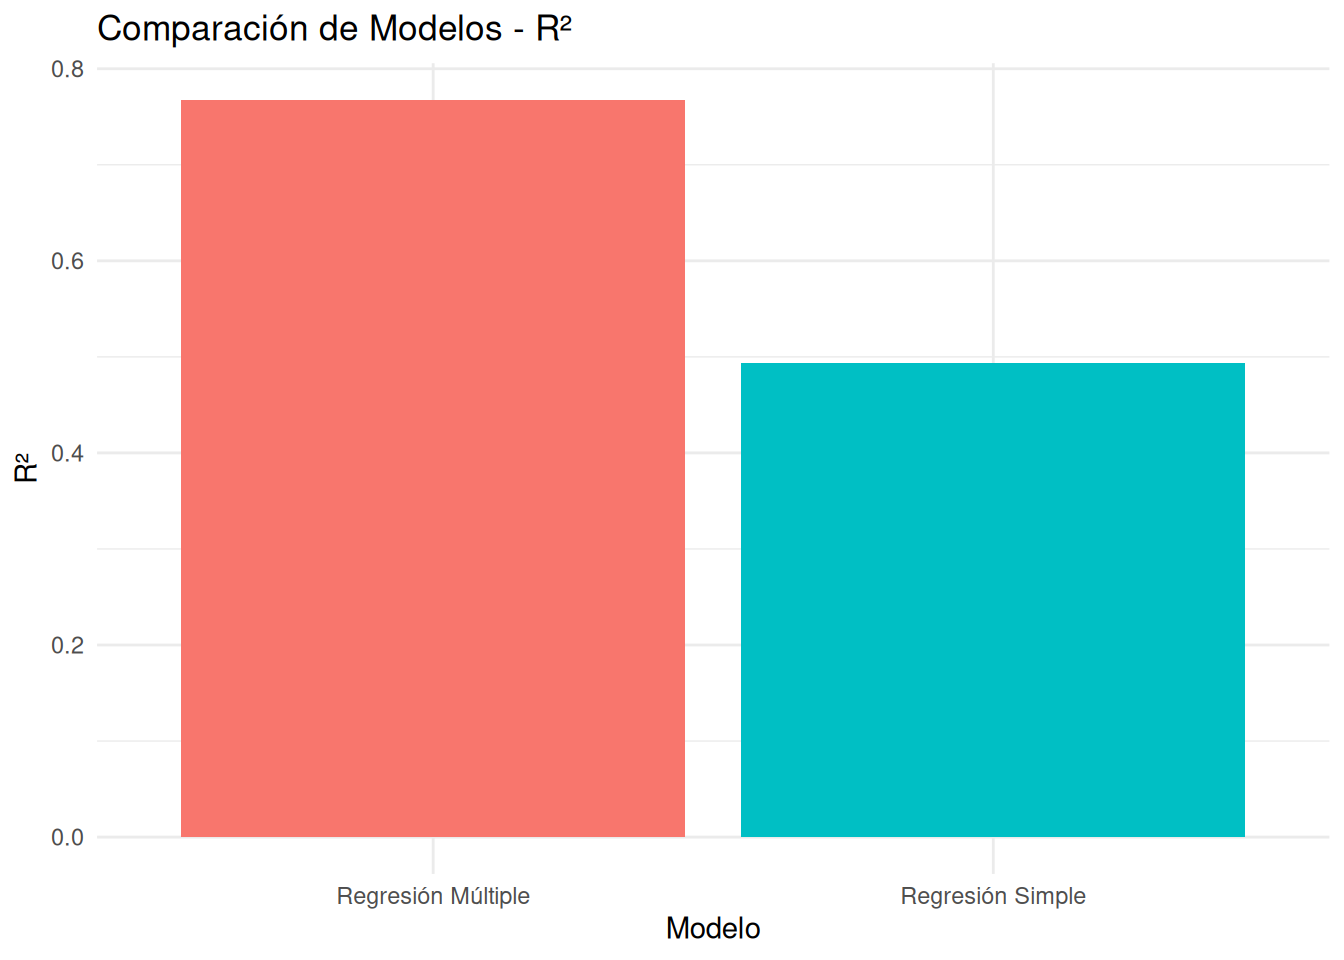 Comparación de Modelos - R²
0.8
0.6
0.4
0.2
0.0
R²
Regresión Múltiple
Regresión Simple
Modelo